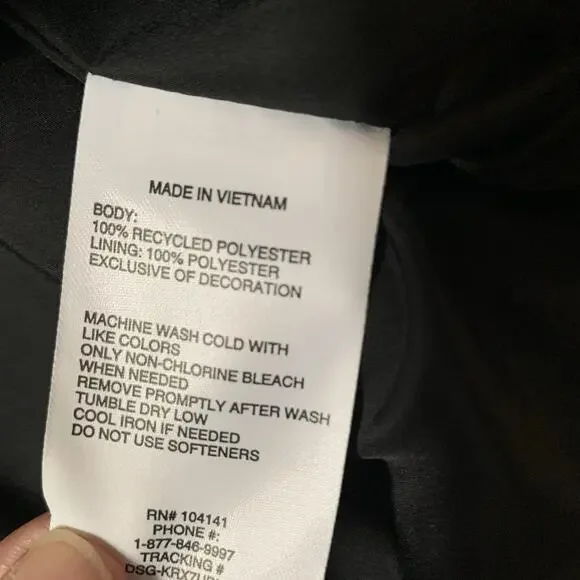 MADE IN VIETNAM
BODY:
100% RECYCLED POLYESTER
LINING: 100% POLYESTER
EXCLUSIVE OF DECORATION
MACHINE WASH COLD WITH
LIKE COLORS
ONLY NON-CHLORINE BLEACH
WHEN NEEDED
REMOVE PROMPTLY AFTER WASH
TUMBLE DRY LOW
COOL IRON IF NEEDED
DO NOT USE SOFTENERS
RN# 104141
PHONE #:
1-877-846-9997
TRACKING #